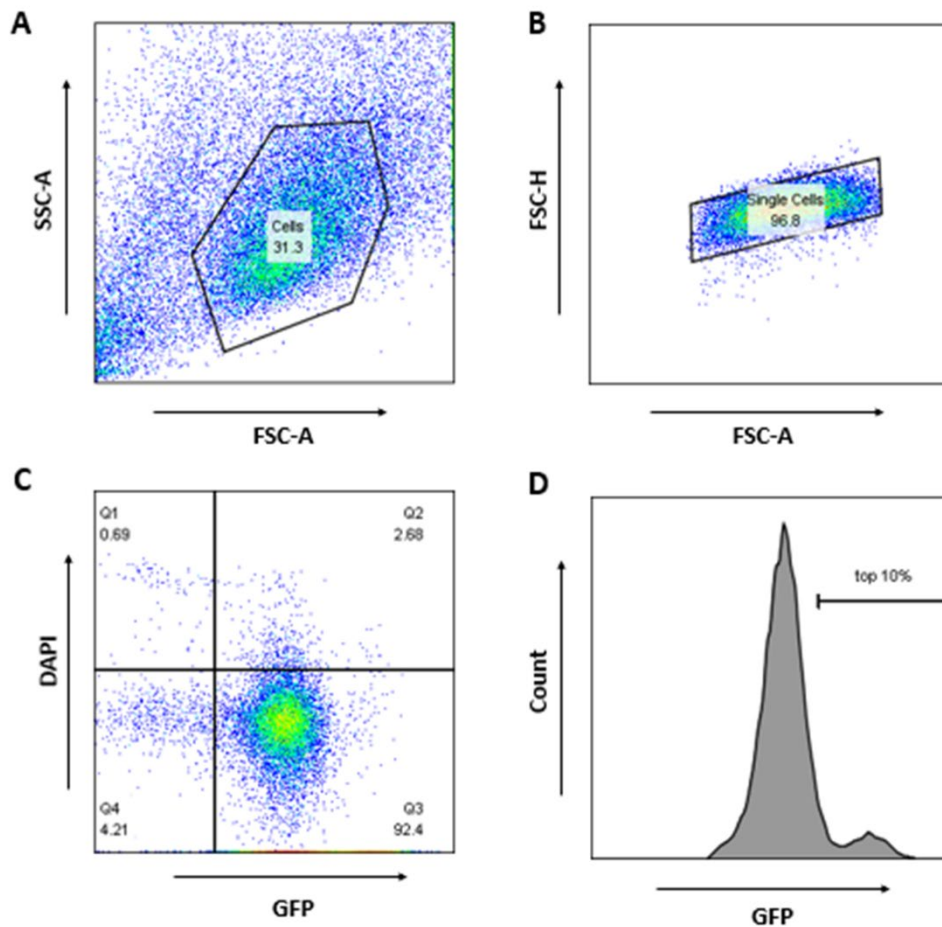 A
SSC-A
Cells
31.3
FSC-A
B
FSC-H
Single Cells
96.8
FSC-A
C
DAPI
Q1
0.69
Q2
2.68
Q4
4.21
Q3
92.4
GFP
D
Count
top 10%
GFP